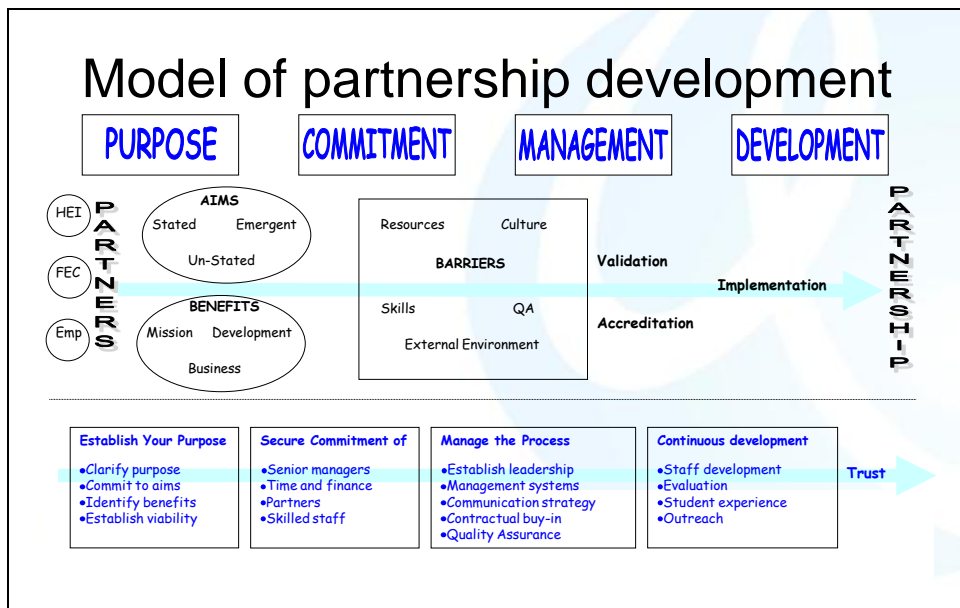 Model of partnership development
PURPOSE
COMMITMENT
MANAGEMENT
DEVELOPMENT
HEI
FEC
Emp
PARTNERS
AIMS
Stated Emergent
Un-Stated
BENEFITS
Mission Development
Business
Resources Culture
BARRIERS
Skills QA
External Environment
Validation
Accreditation
Implementation
PARTNERSHIP
Establish Your Purpose
•Clarify purpose
•Commit to aims
•Identify benefits
•Establish viability
Secure Commitment of
•Senior managers
•Time and finance
•Partners
•Skilled staff
Manage the Process
•Establish leadership
•Management systems
•Communication strategy
•Contractual buy-in
•Quality Assurance
Continuous development
•Staff development
•Evaluation
•Student experience
•Outreach
Trust